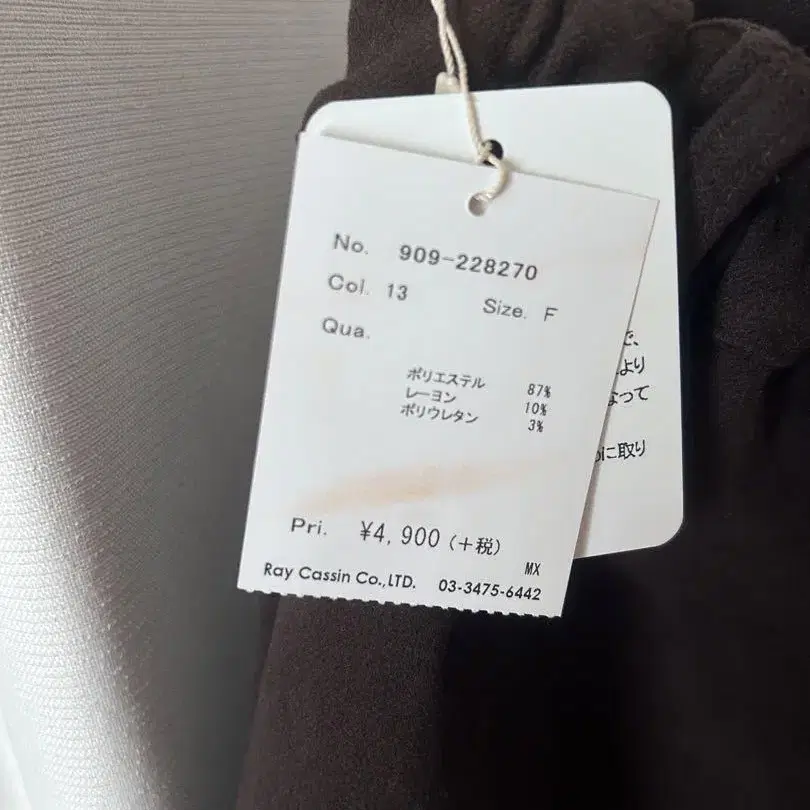 No. 909-228270
Col. 13 Size. F
Qua.
ポリエステル 87%
レーヨン 10%
ポリウレタン 3%
Pri. ¥4,900(+税)
MX
Ray Cassin Co.,LTD. 03-3475-6442
で、
より
なって
に取り